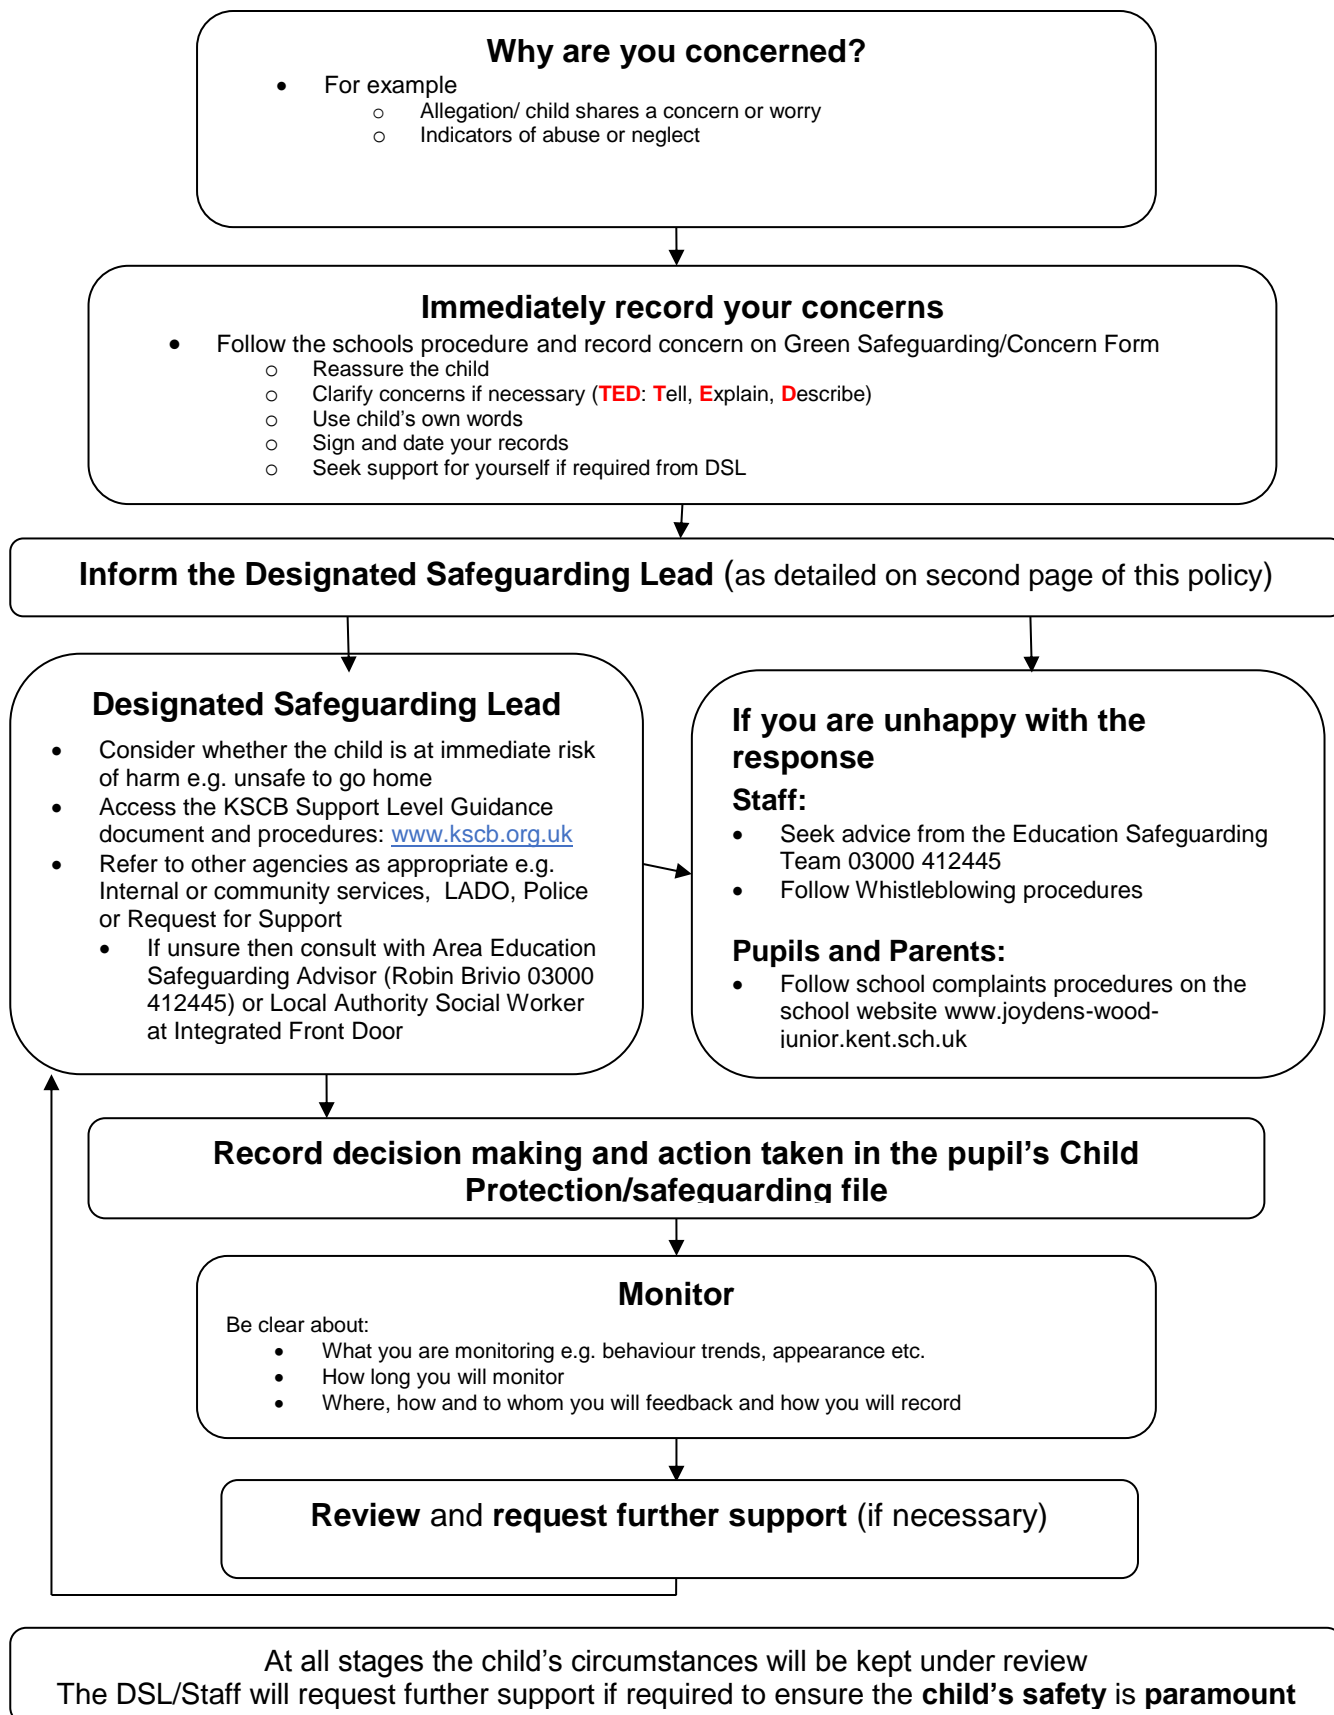 Why are you concerned?
• For example
o Allegation/ child shares a concern or worry
o Indicators of abuse or neglect
Immediately record your concerns
• Follow the schools procedure and record concern on Green Safeguarding/Concern Form
o Reassure the child
o Clarify concerns if necessary (TED: Tell, Explain, Describe)
o Use child's own words
o Sign and date your records
o Seek support for yourself if required from DSL
Inform the Designated Safeguarding Lead (as detailed on second page of this policy)
Designated Safeguarding Lead
• Consider whether the child is at immediate risk
of harm e.g. unsafe to go home
• Access the KSCB Support Level Guidance
document and procedures: www.kscb.org.uk
• Refer to other agencies as appropriate e.g.
Internal or community services, LADO, Police
or Request for Support
• If unsure then consult with Area Education
Safeguarding Advisor (Robin Brivio 03000
412445) or Local Authority Social Worker
at Integrated Front Door
If you are unhappy with the
response
Staff:
• Seek advice from the Education Safeguarding
Team 03000 412445
• Follow Whistleblowing procedures
Pupils and Parents:
• Follow school complaints procedures on the
school website www.joydens-wood-
junior.kent.sch.uk
Record decision making and action taken in the pupil's Child
Protection/safeguarding file
Monitor
Be clear about:
• What you are monitoring e.g. behaviour trends, appearance etc.
• How long you will monitor
• Where, how and to whom you will feedback and how you will record
Review and request further support (if necessary)
At all stages the child's circumstances will be kept under review
The DSL/Staff will request further support if required to ensure the child's safety is paramount